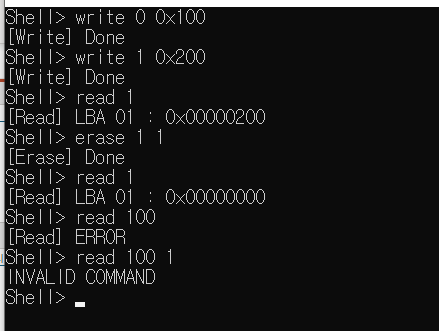 Shell> write 0 0x100
[Write] Done
Shell> write 1 0x200
[Write] Done
Shell> read 1
[Read] LBA 01 : 0x00000200
Shell> erase 1 1
[Erase] Done
Shell> read 1
[Read] LBA 01 : 0x00000000
Shell> read 100
[Read] ERROR
Shell> read 100 1
INVALID COMMAND
Shell>